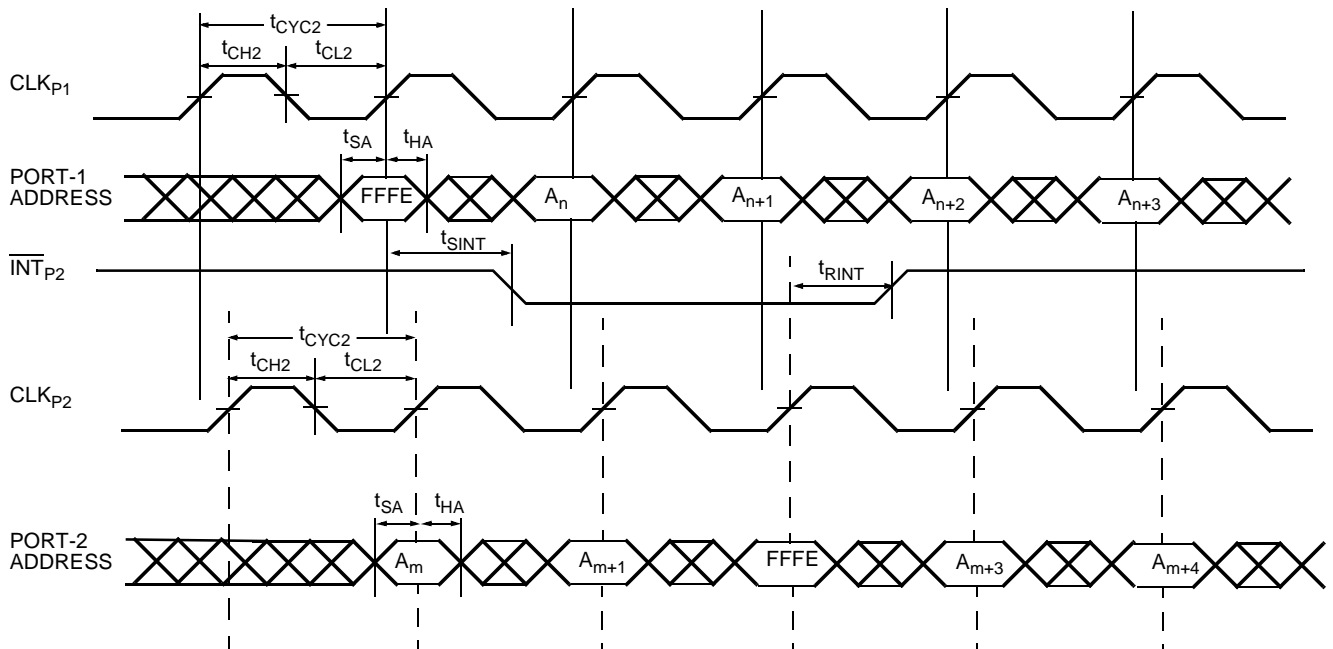 tCYC2
tCH2 tCL2
CLKP1
tSA tHA
PORT-1
ADDRESS
FFFE An An+1 An+2 An+3
tSINT
INTP2
tRINT
tCYC2
tCH2 tCL2
CLKP2
tSA tHA
PORT-2
ADDRESS
Am Am+1 FFFE Am+3 Am+4